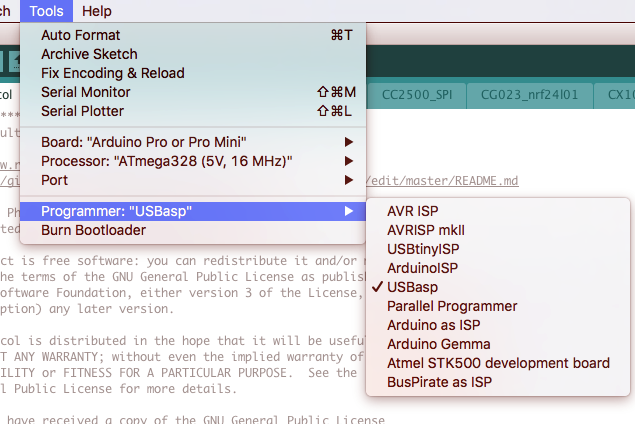 ch Tools Help
Auto Format ⌘T
Archive Sketch
Fix Encoding & Reload
Serial Monitor ⇧⌘M
Serial Plotter ⇧⌘L
col CC2500_SPI CG023_nrf24l01 CX10
Board: "Arduino Pro or Pro Mini"
Processor: "ATmega328 (5V, 16 MHz)"
Port
/edit/master/README.md
Programmer: "USBasp"
Burn Bootloader
AVR ISP
AVRISP mkII
USBtinyISP
ArduinoISP
✓ USBasp
Parallel Programmer
Arduino as ISP
Arduino Gemma
Atmel STK500 development board
BusPirate as ISP
ct is free software: you can redistribute it and/or
he terms of the GNU General Public License as publis
oftware Foundation, either version 3 of the License,
ption) any later version.
col is distributed in the hope that it will be usefu
T ANY WARRANTY; without even the implied warranty of
ILITY or FITNESS FOR A PARTICULAR PURPOSE. See the
l Public License for more details.
have received a copy of the GNU General Public License